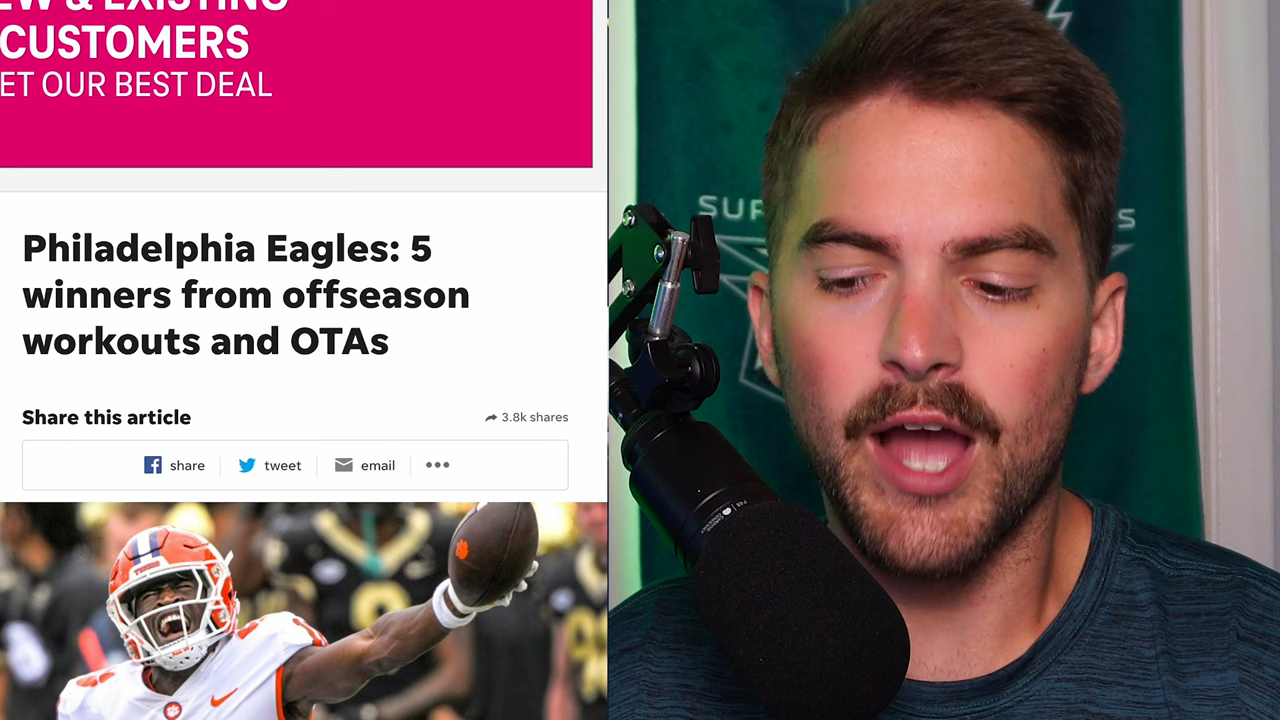 CUSTOMERS
ET OUR BEST DEAL
Philadelphia Eagles: 5
winners from offseason
workouts and OTAs
Share this article
3.8k shares
share
tweet
email
TIGERS